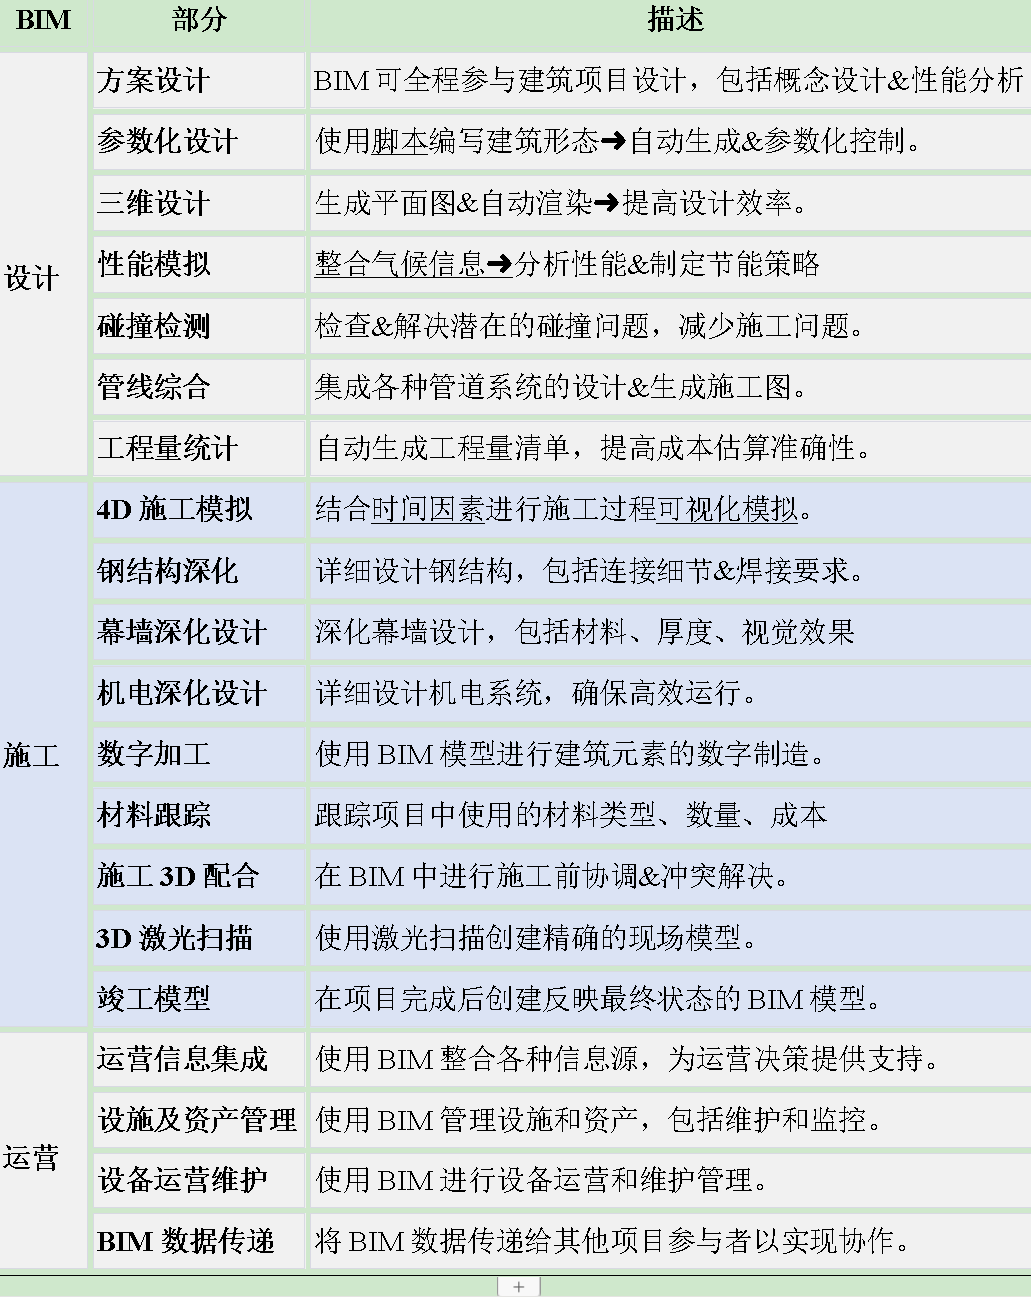 BIM 部分 描述
设计
方案设计 BIM可全程参与建筑项目设计，包括概念设计&性能分析
参数化设计 使用脚本编写建筑形态➜自动生成&参数化控制。
三维设计 生成平面图&自动渲染➜提高设计效率。
性能模拟 整合气候信息➜分析性能&制定节能策略
碰撞检测 检查&解决潜在的碰撞问题，减少施工问题。
管线综合 集成各种管道系统的设计&生成施工图。
工程量统计 自动生成工程量清单，提高成本估算准确性。
施工
4D 施工模拟 结合时间因素进行施工过程可视化模拟。
钢结构深化 详细设计钢结构，包括连接细节&焊接要求。
幕墙深化设计 深化幕墙设计，包括材料、厚度、视觉效果
机电深化设计 详细设计机电系统，确保高效运行。
数字加工 使用 BIM 模型进行建筑元素的数字制造。
材料跟踪 跟踪项目中使用的材料类型、数量、成本
施工 3D 配合 在 BIM 中进行施工前协调&冲突解决。
3D 激光扫描 使用激光扫描创建精确的现场模型。
竣工模型 在项目完成后创建反映最终状态的 BIM 模型。
运营
运营信息集成 使用 BIM 整合各种信息源，为运营决策提供支持。
设施及资产管理 使用 BIM 管理设施和资产，包括维护和监控。
设备运营维护 使用 BIM 进行设备运营和维护管理。
BIM 数据传递 将 BIM 数据传递给其他项目参与者以实现协作。
+